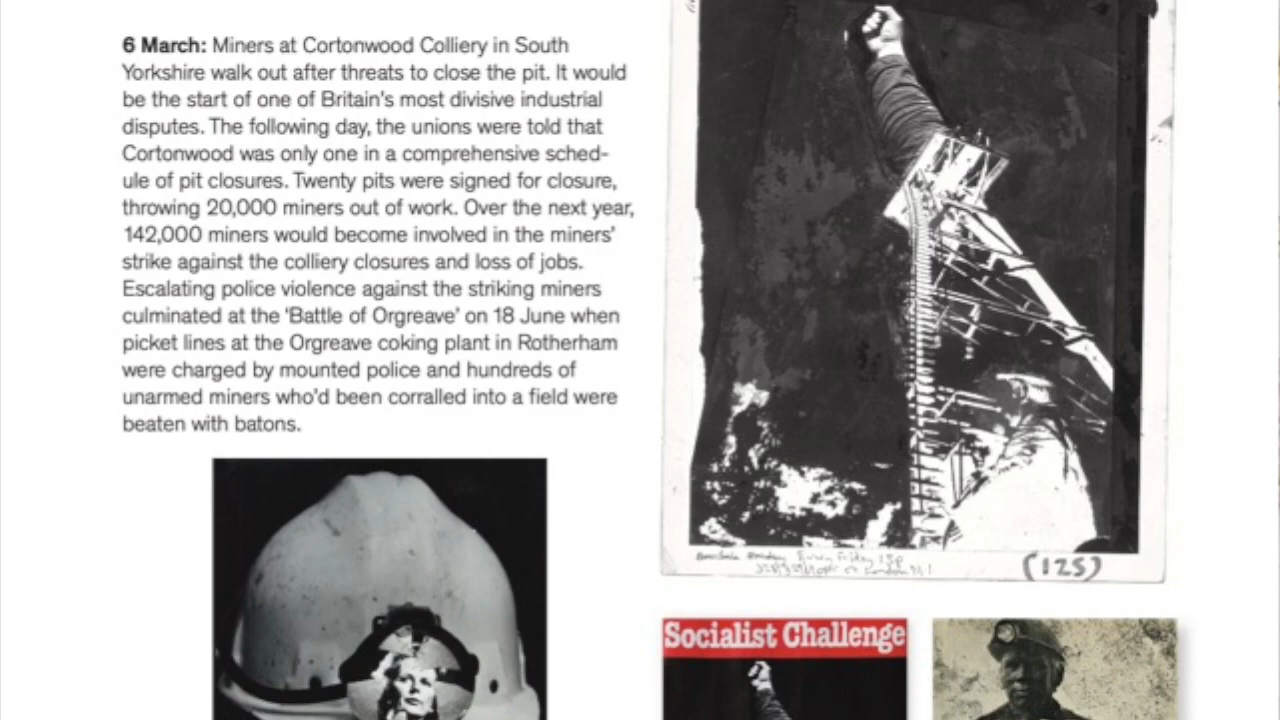 6 March: Miners at Cortonwood Colliery in South
Yorkshire walk out after threats to close the pit. It would
be the start of one of Britain's most divisive industrial
disputes. The following day, the unions were told that
Cortonwood was only one in a comprehensive sched-
ule of pit closures. Twenty pits were signed for closure,
throwing 20,000 miners out of work. Over the next year,
142,000 miners would become involved in the miners'
strike against the colliery closures and loss of jobs.
Escalating police violence against the striking miners
culminated at the 'Battle of Orgreave' on 18 June when
picket lines at the Orgreave coking plant in Rotherham
were charged by mounted police and hundreds of
unarmed miners who'd been corralled into a field were
beaten with batons.
Every Friday 15p
(125)
Socialist Challenge